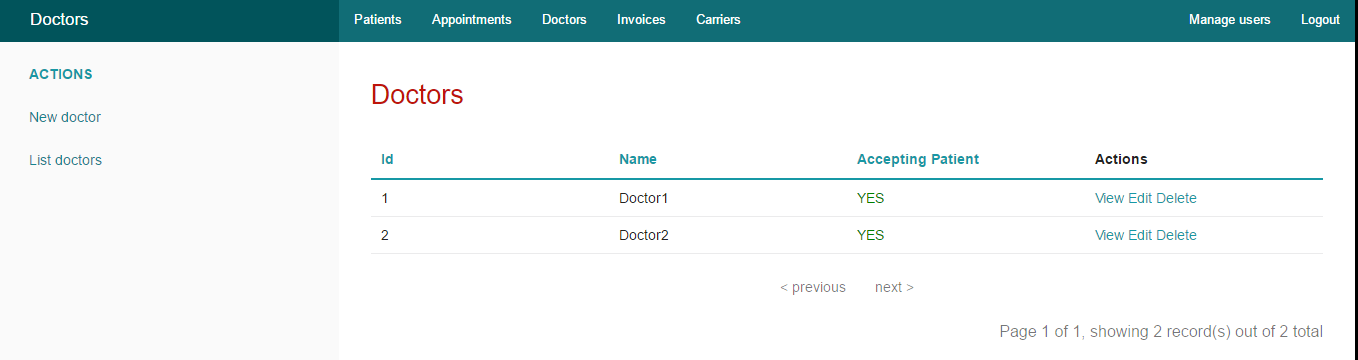 Doctors Patients Appointments Doctors Invoices Carriers Manage users Logout
ACTIONS
New doctor
List doctors
Doctors
Id Name Accepting Patient Actions
1 Doctor1 YES View Edit Delete
2 Doctor2 YES View Edit Delete
< previous next >
Page 1 of 1, showing 2 record(s) out of 2 total